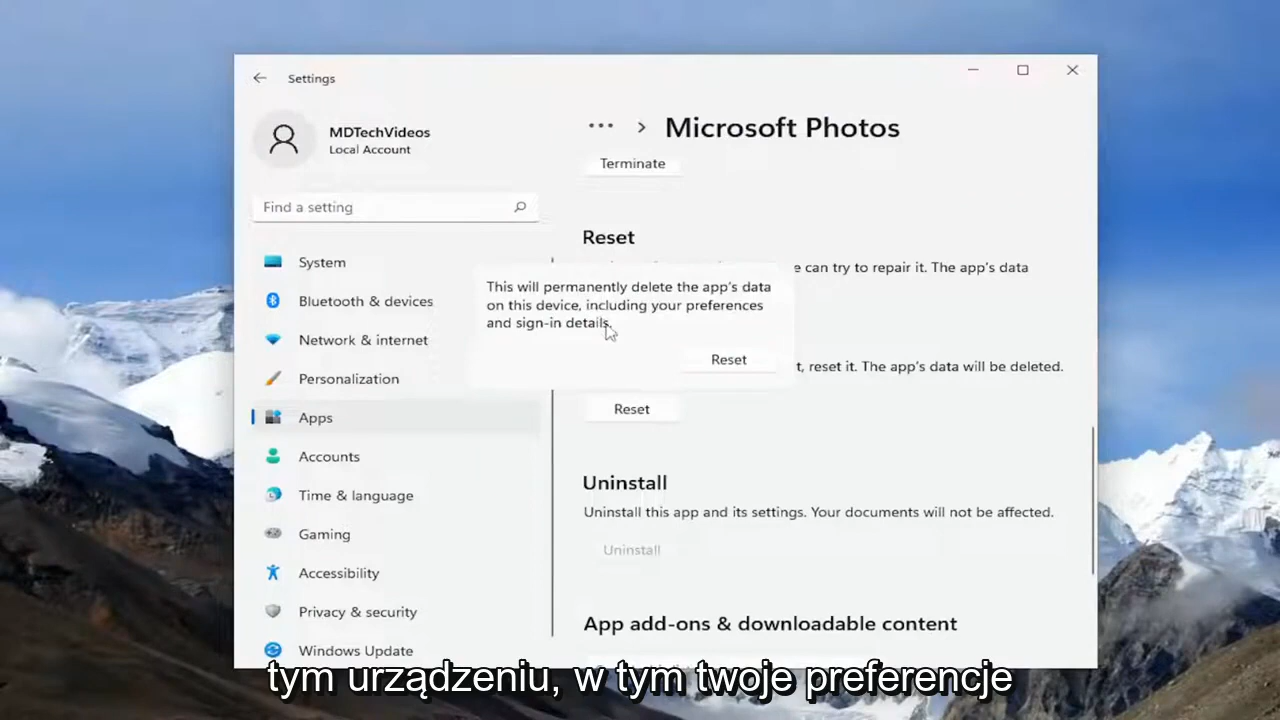 Settings
MDTechVideos
Local Account
Find a setting
System
Bluetooth & devices
Network & internet
Personalization
Apps
Accounts
Time & language
Gaming
Accessibility
Privacy & security
Windows Update
Microsoft Photos
Terminate
Reset
e can try to repair it. The app's data
This will permanently delete the app's data
on this device, including your preferences
and sign-in details.
Reset
t, reset it. The app's data will be deleted.
Reset
Uninstall
Uninstall this app and its settings. Your documents will not be affected.
Uninstall
App add-ons & downloadable content
tym urządzeniu, w tym twoje preferencje